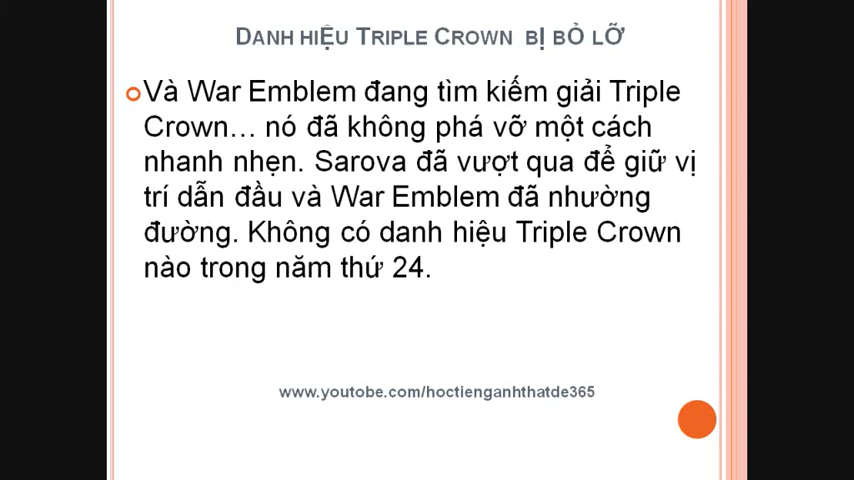 DANH HIỆU TRIPLE CROWN BỊ BỎ LỠ
Và War Emblem đang tìm kiếm giải Triple
Crown… nó đã không phá vỡ một cách
nhanh nhẹn. Sarova đã vượt qua để giữ vị
trí dẫn đầu và War Emblem đã nhường
đường. Không có danh hiệu Triple Crown
nào trong năm thứ 24.
www.youtobe.com/hoctienganhthatde365